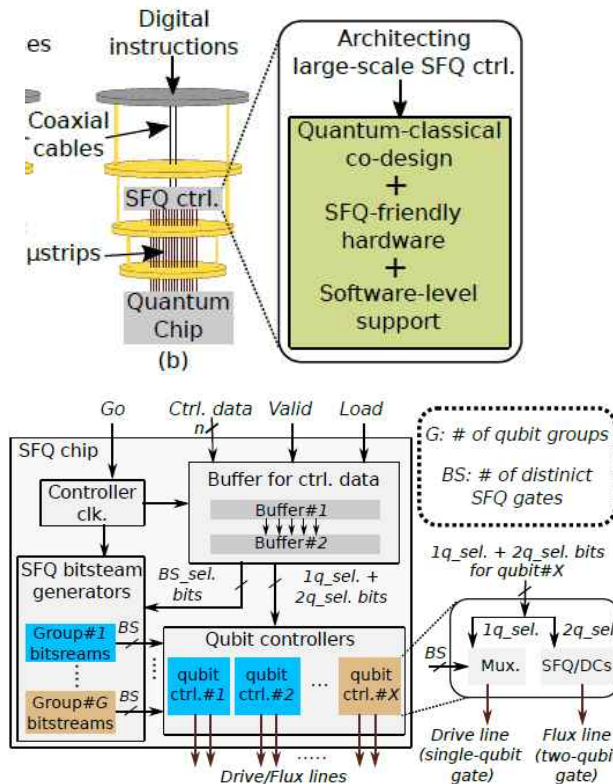 es
Digital
instructions
Coaxial
cables
SFQ ctrl.
µstrips
Quantum
Chip
(b)
Architecting
large-scale SFQ ctrl.
Quantum-classical
co-design
+
SFQ-friendly
hardware
+
Software-level
support
Go
Ctrl. data
n
Valid
Load
SFQ chip
Controller
clk.
Buffer for ctrl. data
Buffer#1
Buffer#2
SFQ bitsteam
generators
BS_sel.
bits
1q_sel. +
2q_sel. bits
Group#1
bitstreams
BS
Group#G
bitstreams
BS
Qubit controllers
qubit
ctrl.#1
qubit
ctrl.#2
...
qubit
ctrl.#X
Drive/Flux lines
G: # of qubit groups
BS: # of distinct
SFQ gates
1q_sel. + 2q_sel. bits
for qubit#X
1q_sel.
2q_sel.
BS
Mux.
SFQ/DCs
Drive line
(single-qubit
gate)
Flux line
(two-qubit
gate)